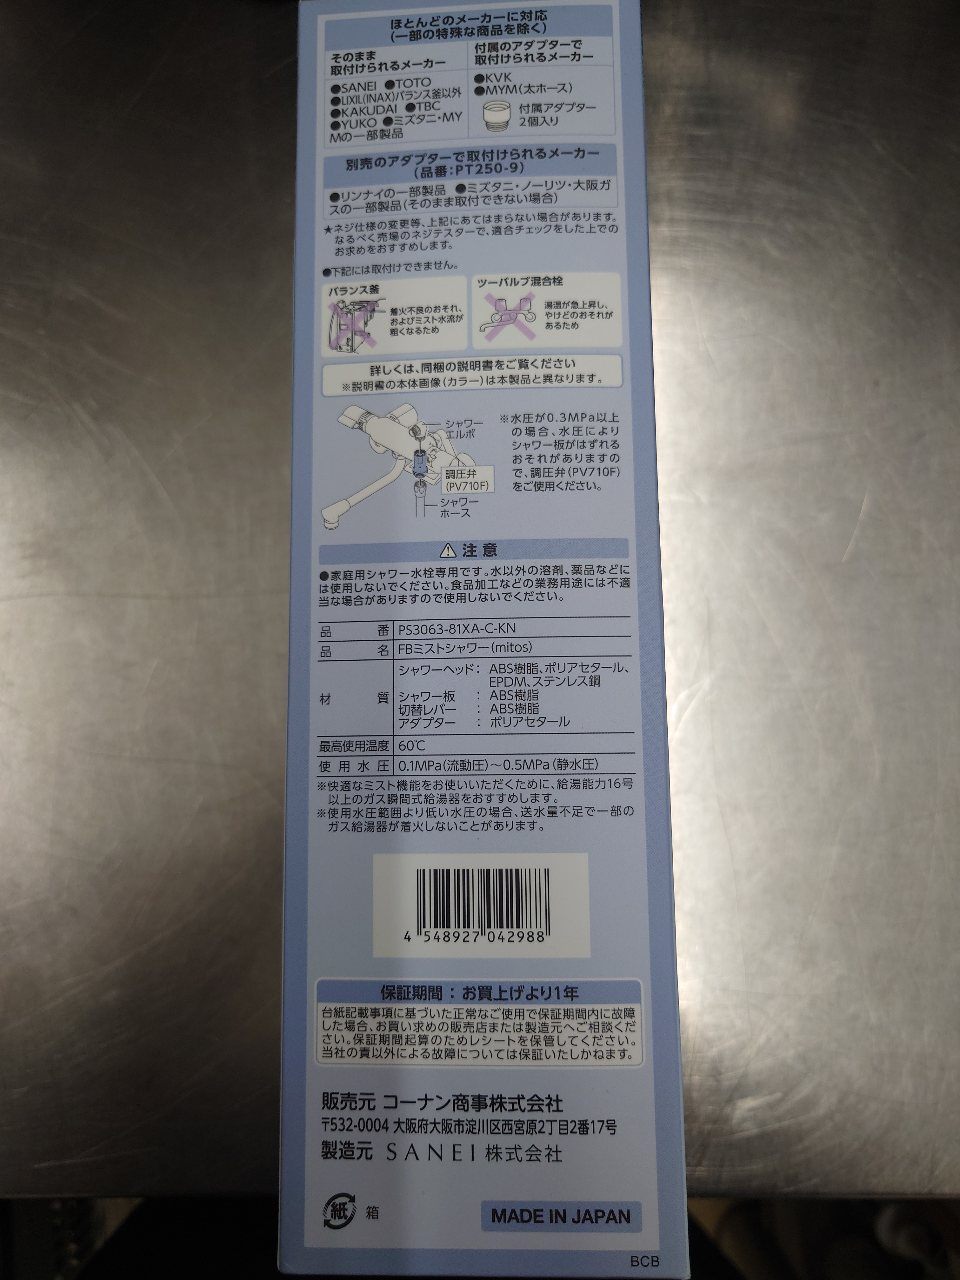 ほとんどのメーカーに対応
(一部の特殊な商品を除く)
そのまま
取付けられるメーカー
●SANEI ●TOTO
●LIXIL(INAX)バランス釜以外
●KAKUDAI ●TBC
●YUKO ●ミズタニ・MY
Mの一部製品
付属のアダプターで
取付けられるメーカー
●KVK
●MYM(太ホース)
付属アダプター
2個入り
別売のアダプターで取付けられるメーカー
(品番:PT250-9)
●リンナイの一部製品 ●ミズタニ・ノーリツ・大阪ガ
スの一部製品(そのまま取付できない場合)
★ネジ仕様の変更等、上記にあてはまらない場合があります。
なるべく売場のネジテスターで、適合チェックをした上での
お求めをおすすめします。
●下記には取付けできません。
バランス釜
着火不良のおそれ、
およびミスト水流が
粗くなるため
ツーバルブ混合栓
湯温が急上昇し、
やけどのおそれが
あるため
詳しくは、同梱の説明書をご覧ください
※説明書の本体画像(カラー)は本製品と異なります。
シャワー
エルボ
調圧弁
(PV710F)
シャワー
ホース
※水圧が0.3MPa以上
の場合、水圧により
シャワー板がはずれる
おそれがありますの
で、調圧弁(PV710F)
をご使用ください。
⚠ 注意
●家庭用シャワー水栓専用です。水以外の溶剤、薬品などに
は使用しないでください。食品加工などの業務用途には不適
当な場合がありますので使用しないでください。
品番 PS3063-81XA-C-KN
品名 FBミストシャワー(mitos)
材質 シャワーヘッド: ABS樹脂、ポリアセタール、
EPDM、ステンレス鋼
シャワー板 : ABS樹脂
切替レバー : ABS樹脂
アダプター : ポリアセタール
最高使用温度 60℃
使用水圧 0.1MPa(流動圧)~0.5MPa(静水圧)
※快適なミスト機能をお使いいただくために、給湯能力16号
以上のガス瞬間式給湯器をおすすめします。
※使用水圧範囲より低い水圧の場合、送水量不足で一部の
ガス給湯器が着火しないことがあります。
4 548927 042988
保証期間:お買上げより1年
台紙記載事項に基づいた正常なご使用で保証期間内に故障
した場合、お買い求めの販売店または製造元へご相談くだ
さい。保証期間起算のためレシートを保管してください。
当社の責以外による故障については保証いたしかねます。
販売元 コーナン商事株式会社
〒532-0004 大阪府大阪市淀川区西宮原2丁目2番17号
製造元 SANEI株式会社
紙 箱
MADE IN JAPAN
BCB